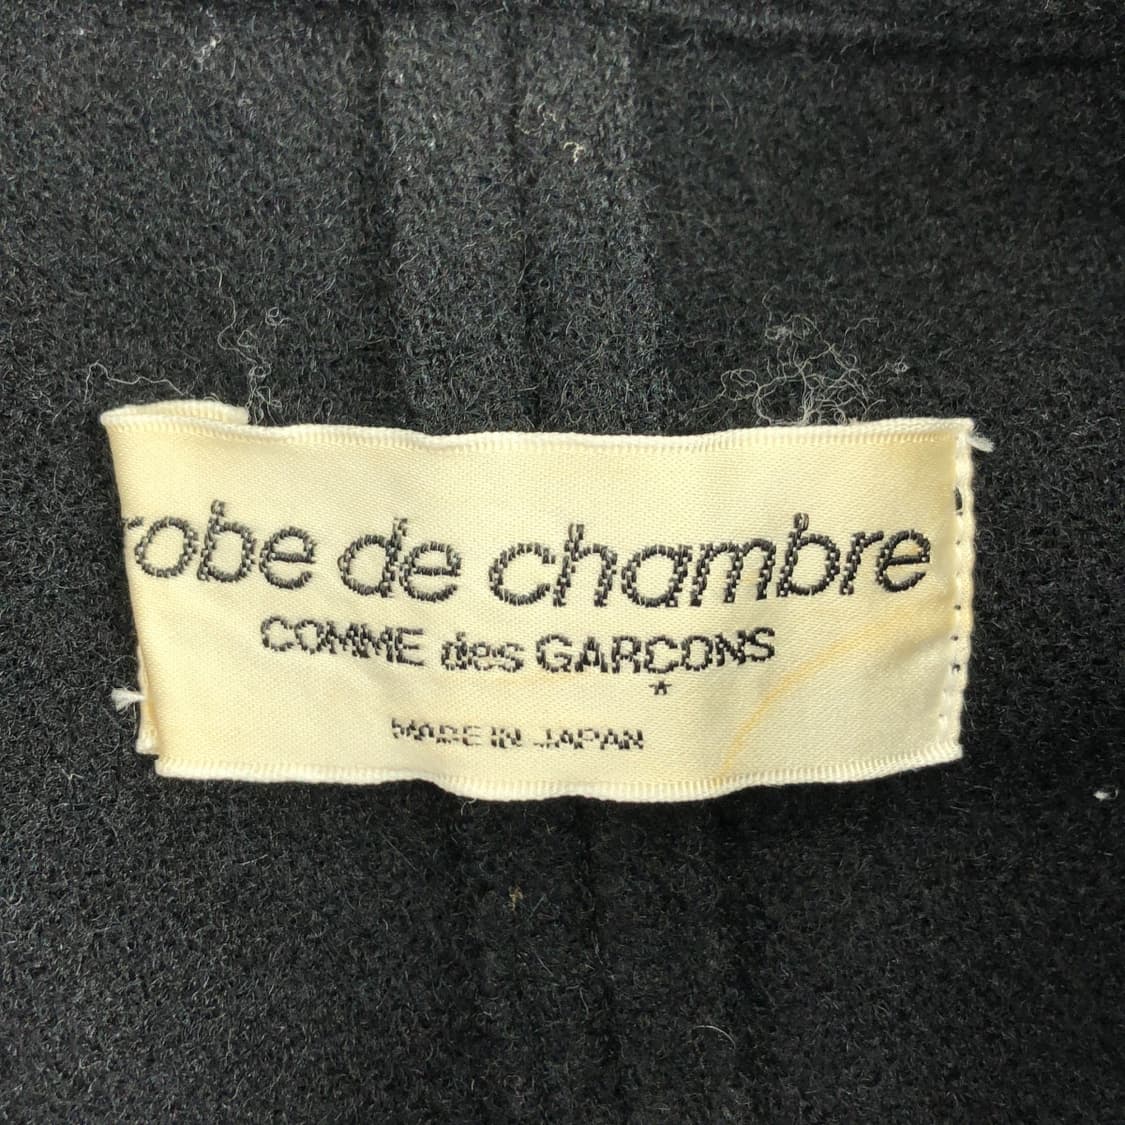 robe de chambre
COMME des GARÇONS
MADE IN JAPAN